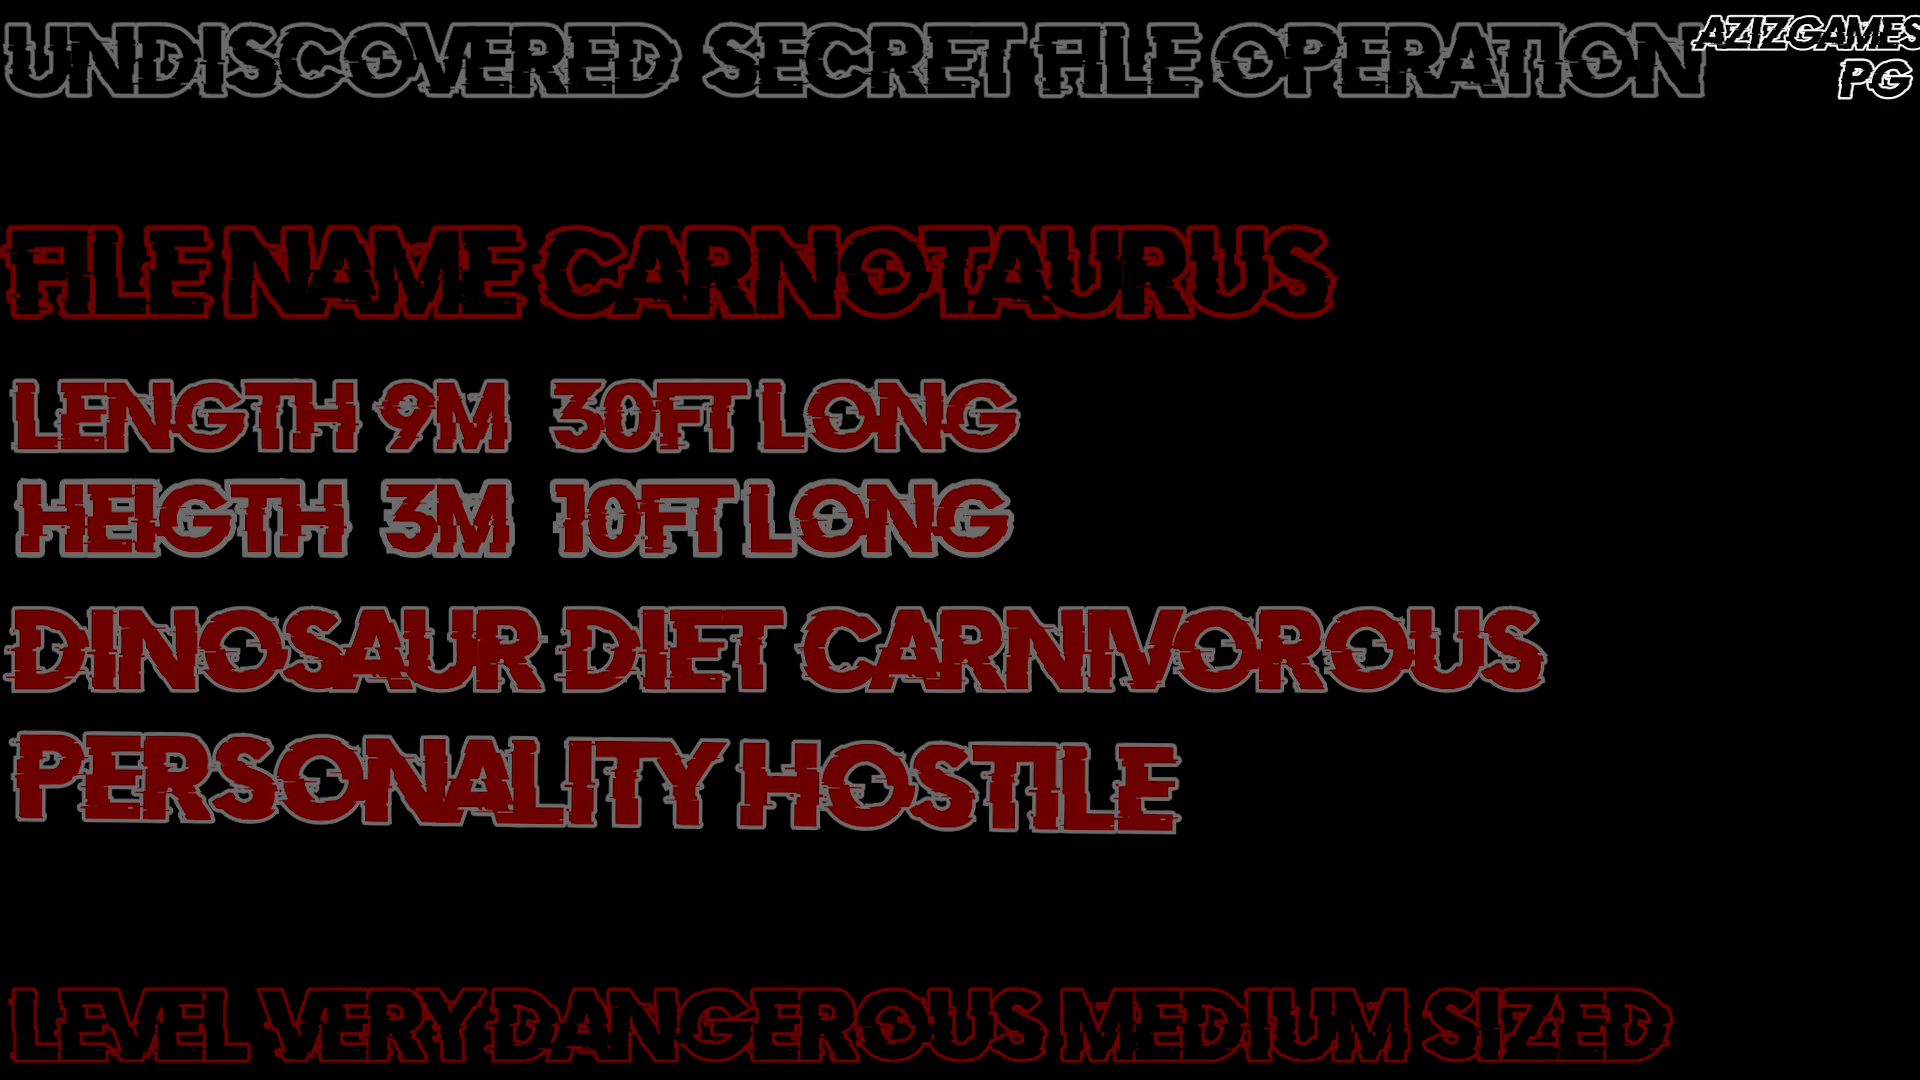 UNDISCOVERED SECRET FILE OPERATION
AZIZGAMES
PG
FILE NAME CARNOTAURUS
LENGTH 9M 30FT LONG
HEIGTH 3M 10FT LONG
DINOSAUR DIET CARNIVOROUS
PERSONALITY HOSTILE
LEVEL VERY DANGEROUS MEDIUM SIZED